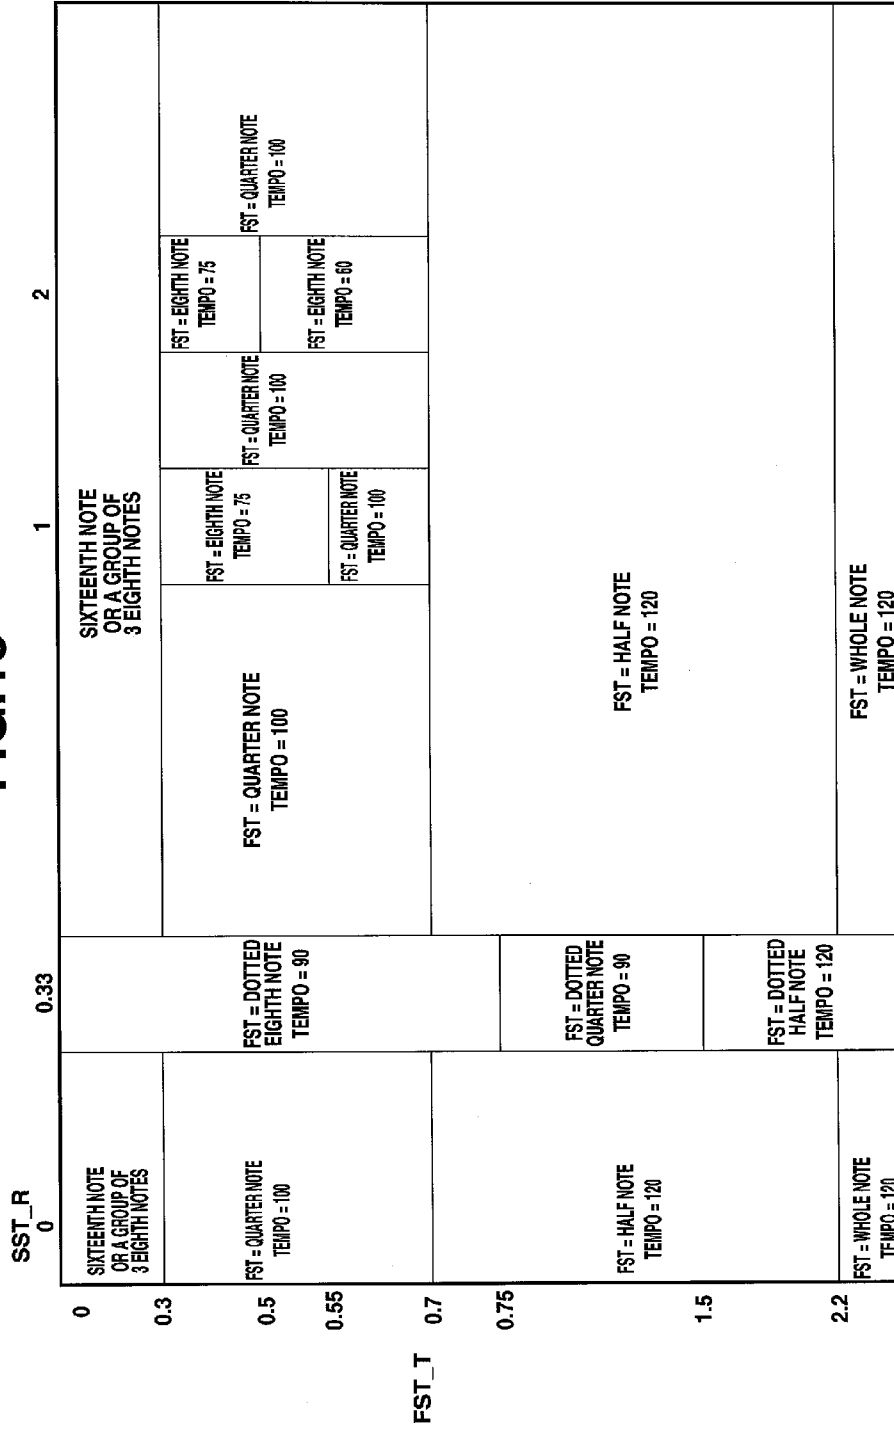 SST_R
0
0.33
1
2
FST_T
0
SIXTEENTH NOTE
OR A GROUP OF
3 EIGHTH NOTES
SIXTEENTH NOTE
OR A GROUP OF
3 EIGHTH NOTES
0.3
0.5
0.55
FST = QUARTER NOTE
TEMPO = 100
FST = DOTTED
EIGHTH NOTE
TEMPO = 90
FST = QUARTER NOTE
TEMPO = 100
FST = EIGHTH NOTE
TEMPO = 75
FST = QUARTER NOTE
TEMPO = 100
FST = QUARTER NOTE
TEMPO = 100
FST = EIGHTH NOTE
TEMPO = 75
FST = EIGHTH NOTE
TEMPO = 60
FST = QUARTER NOTE
TEMPO = 100
0.7
0.75
FST = HALF NOTE
TEMPO = 120
FST = DOTTED
QUARTER NOTE
TEMPO = 90
FST = HALF NOTE
TEMPO = 120
1.5
FST = DOTTED
HALF NOTE
TEMPO = 120
2.2
FST = WHOLE NOTE
TEMPO = 120
FST = WHOLE NOTE
TEMPO = 120